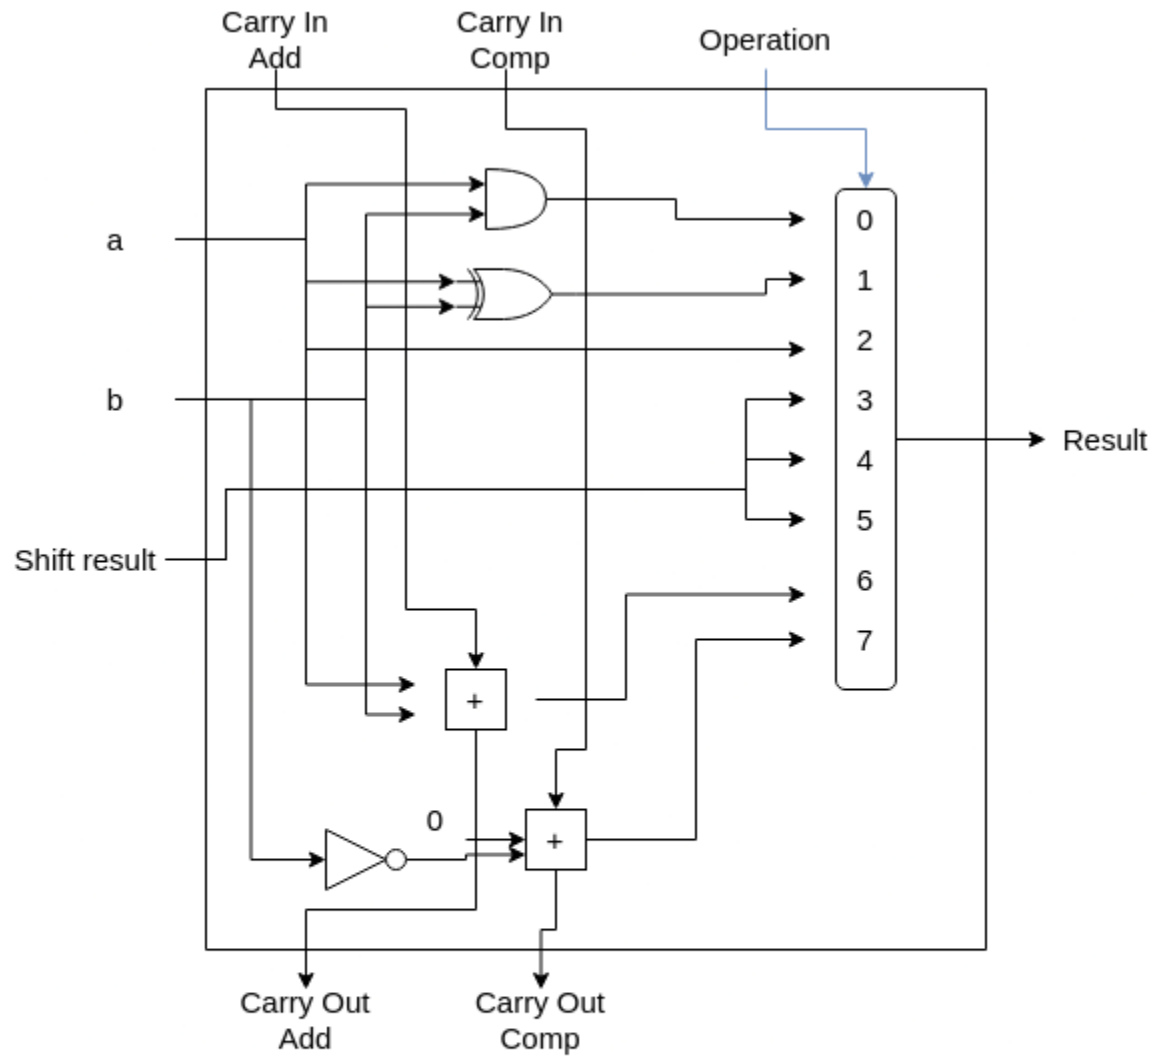 Carry In
Add
Carry In
Comp
Operation
a
b
Shift result
0
1
2
3
4
5
6
7
Result
+
0
+
Carry Out
Add
Carry Out
Comp